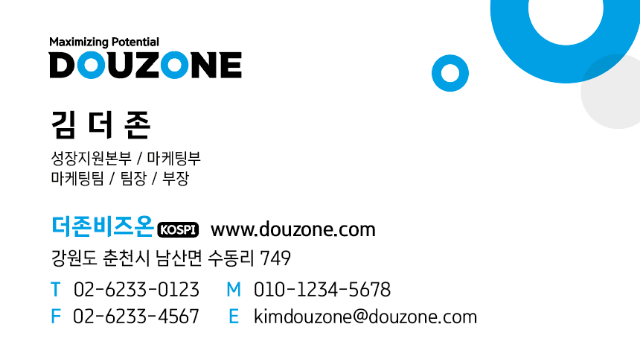 Maximizing Potential
DOUZONE
김 더 존
성장지원본부 / 마케팅부
마케팅팀 / 팀장 / 부장
더존비즈온 KOSPI www.douzone.com
강원도 춘천시 남산면 수동리 749
T 02-6233-0123 M 010-1234-5678
F 02-6233-4567 E kimdouzone@douzone.com